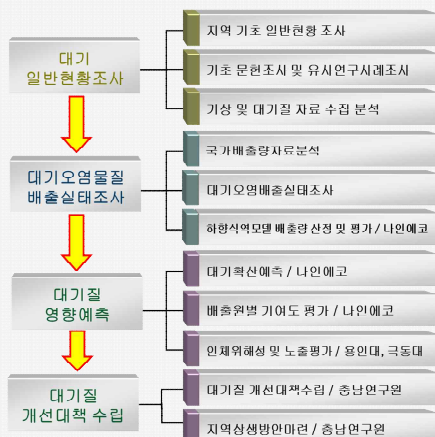 대기
일반현황조사
지역 기초 일반현황 조사
기초 문헌조사 및 유사연구사례조사
기상 및 대기질 자료 수집 분석
대기오염물질
배출실태조사
국가배출량자료분석
대기오염배출실태조사
하향식역모델 배출량 산정 및 평가 / 나인에코
대기질
영향예측
대기확산예측 / 나인에코
배출원별 기여도 평가 / 나인에코
인체위해성 및 노출평가 / 용인대, 극동대
대기질
개선대책 수립
대기질 개선대책수립 / 충남연구원
지역상생방안마련 / 충남연구원